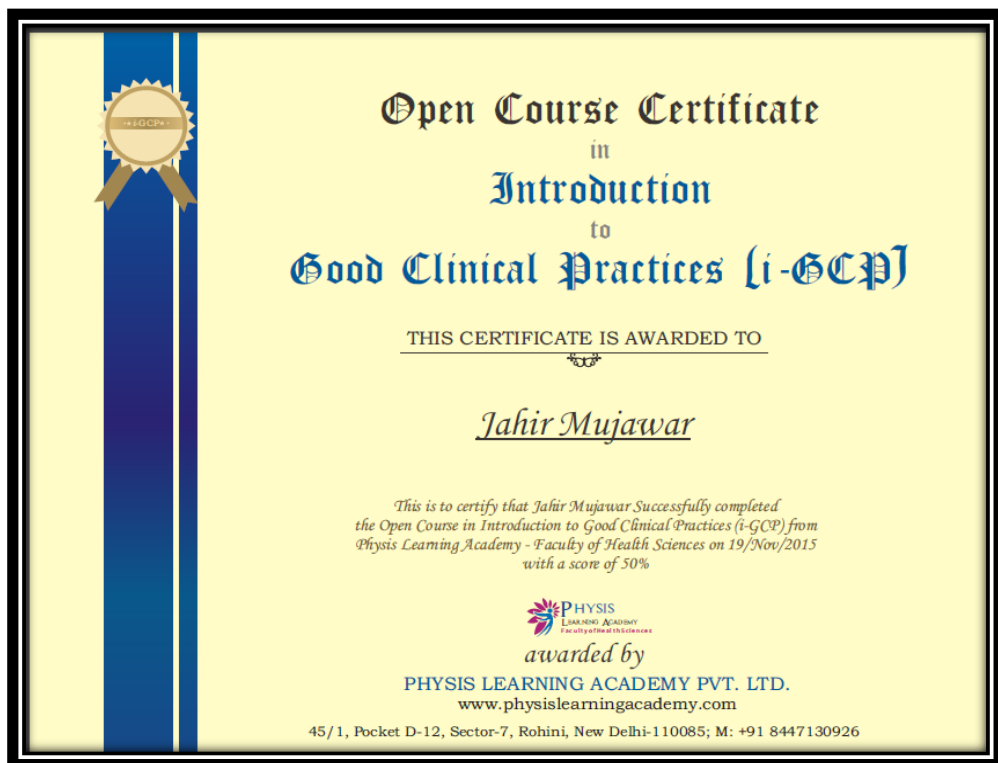 i-GCP
Open Course Certificate
in
Introduction
to
Good Clinical Practices [i-GCP]
THIS CERTIFICATE IS AWARDED TO
Jahir Mujawar
This is to certify that Jahir Mujawar Successfully completed
the Open Course in Introduction to Good Clinical Practices (i-GCP) from
Physis Learning Academy - Faculty of Health Sciences on 19/Nov/2015
with a score of 50%
PHYSIS
LEARNING ACADEMY
Faculty of Health Sciences
awarded by
PHYSIS LEARNING ACADEMY PVT. LTD.
www.physislearningacademy.com
45/1, Pocket D-12, Sector-7, Rohini, New Delhi-110085; M: +91 8447130926